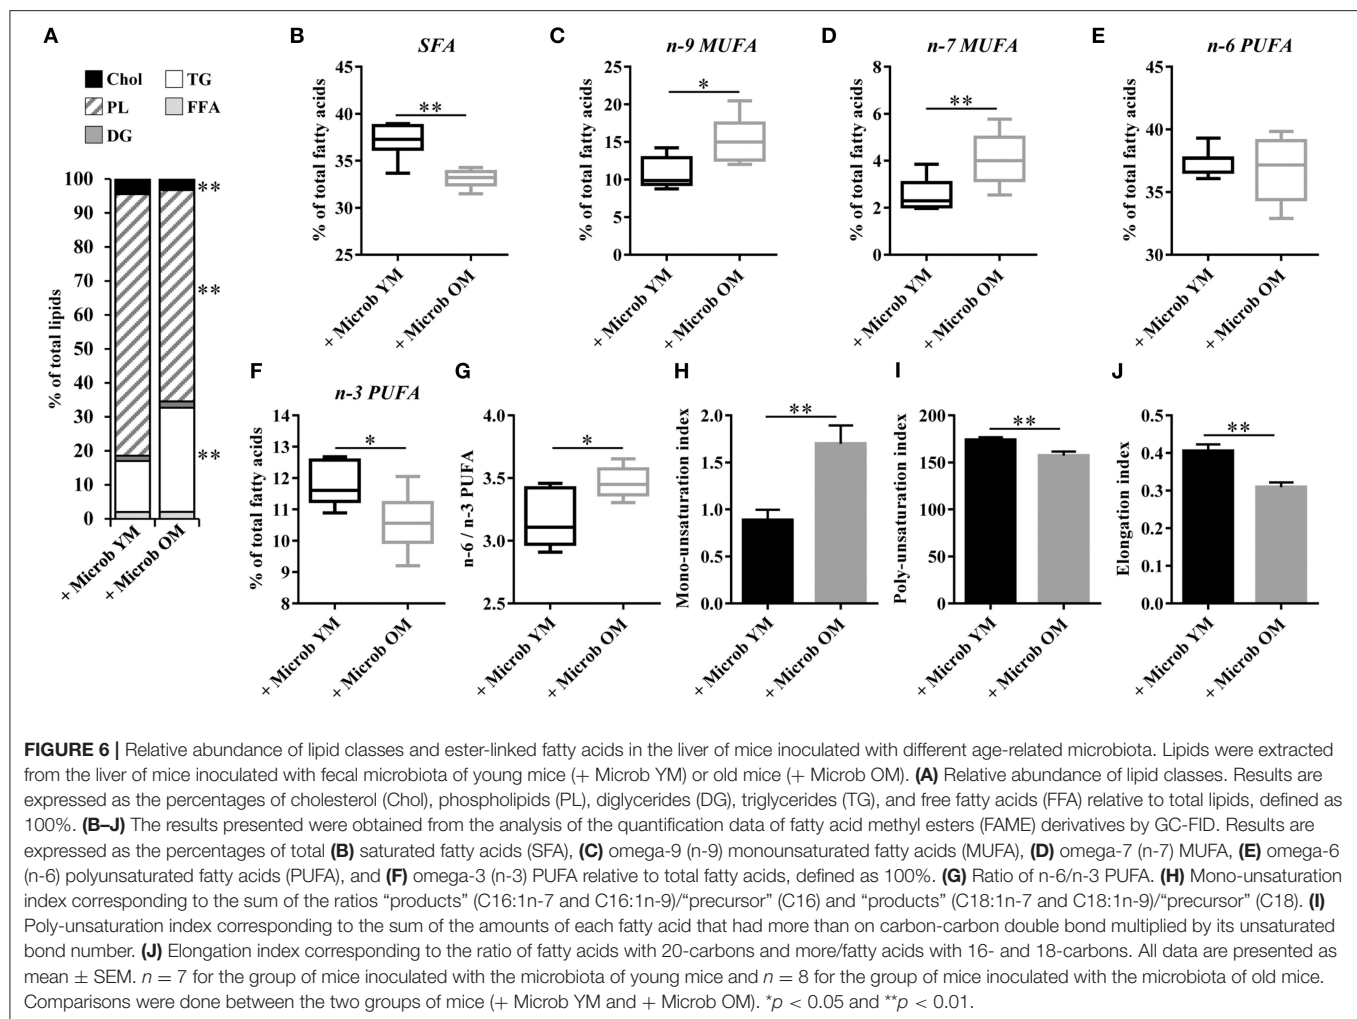 A
Chol
TG
PL
FFA
DG
% of total lipids
100
90
80
70
60
50
40
30
20
10
0
**
**
**
+ Microb YM
+ Microb OM
B
SFA
% of total fatty acids
45
41
37
33
29
25
**
+ Microb YM
+ Microb OM
C
n-9 MUFA
% of total fatty acids
25
20
15
10
5
0
*
+ Microb YM
+ Microb OM
D
n-7 MUFA
% of total fatty acids
8
6
4
2
0
**
+ Microb YM
+ Microb OM
E
n-6 PUFA
% of total fatty acids
45
40
35
30
+ Microb YM
+ Microb OM
F
n-3 PUFA
% of total fatty acids
14
13
12
11
10
9
8
*
+ Microb YM
+ Microb OM
G
n-6 / n-3 PUFA
4.0
3.5
3.0
2.5
*
+ Microb YM
+ Microb OM
H
Mono-unsaturation index
2.0
1.5
1.0
0.5
0.0
**
+ Microb YM
+ Microb OM
I
Poly-unsaturation index
200
150
100
50
0
**
+ Microb YM
+ Microb OM
J
Elongation index
0.5
0.4
0.3
0.2
0.1
0.0
**
+ Microb YM
+ Microb OM
FIGURE 6 | Relative abundance of lipid classes and ester-linked fatty acids in the liver of mice inoculated with different age-related microbiota. Lipids were extracted
from the liver of mice inoculated with fecal microbiota of young mice (+ Microb YM) or old mice (+ Microb OM). (A) Relative abundance of lipid classes. Results are
expressed as the percentages of cholesterol (Chol), phospholipids (PL), diglycerides (DG), triglycerides (TG), and free fatty acids (FFA) relative to total lipids, defined as
100%. (B–J) The results presented were obtained from the analysis of the quantification data of fatty acid methyl esters (FAME) derivatives by GC-FID. Results are
expressed as the percentages of total (B) saturated fatty acids (SFA), (C) omega-9 (n-9) monounsaturated fatty acids (MUFA), (D) omega-7 (n-7) MUFA, (E) omega-6
(n-6) polyunsaturated fatty acids (PUFA), and (F) omega-3 (n-3) PUFA relative to total fatty acids, defined as 100%. (G) Ratio of n-6/n-3 PUFA. (H) Mono-unsaturation
index corresponding to the sum of the ratios “products” (C16:1n-7 and C16:1n-9)/“precursor” (C16) and “products” (C18:1n-7 and C18:1n-9)/“precursor” (C18). (I)
Poly-unsaturation index corresponding to the sum of the amounts of each fatty acid that had more than on carbon-carbon double bond multiplied by its unsaturated
bond number. (J) Elongation index corresponding to the ratio of fatty acids with 20-carbons and more/fatty acids with 16- and 18-carbons. All data are presented as
mean ± SEM. n = 7 for the group of mice inoculated with the microbiota of young mice and n = 8 for the group of mice inoculated with the microbiota of old mice.
Comparisons were done between the two groups of mice (+ Microb YM and + Microb OM). *p < 0.05 and **p < 0.01.